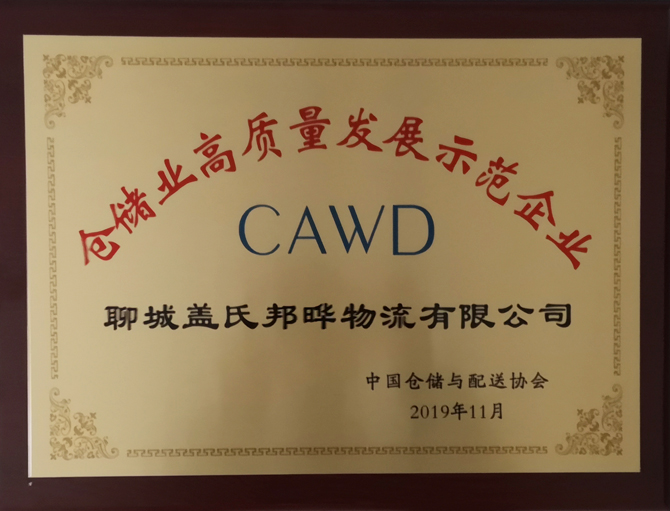 仓储业高质量发展示范企业
CAWD
聊城盖氏邦晔物流有限公司
中国仓储与配送协会
2019年11月